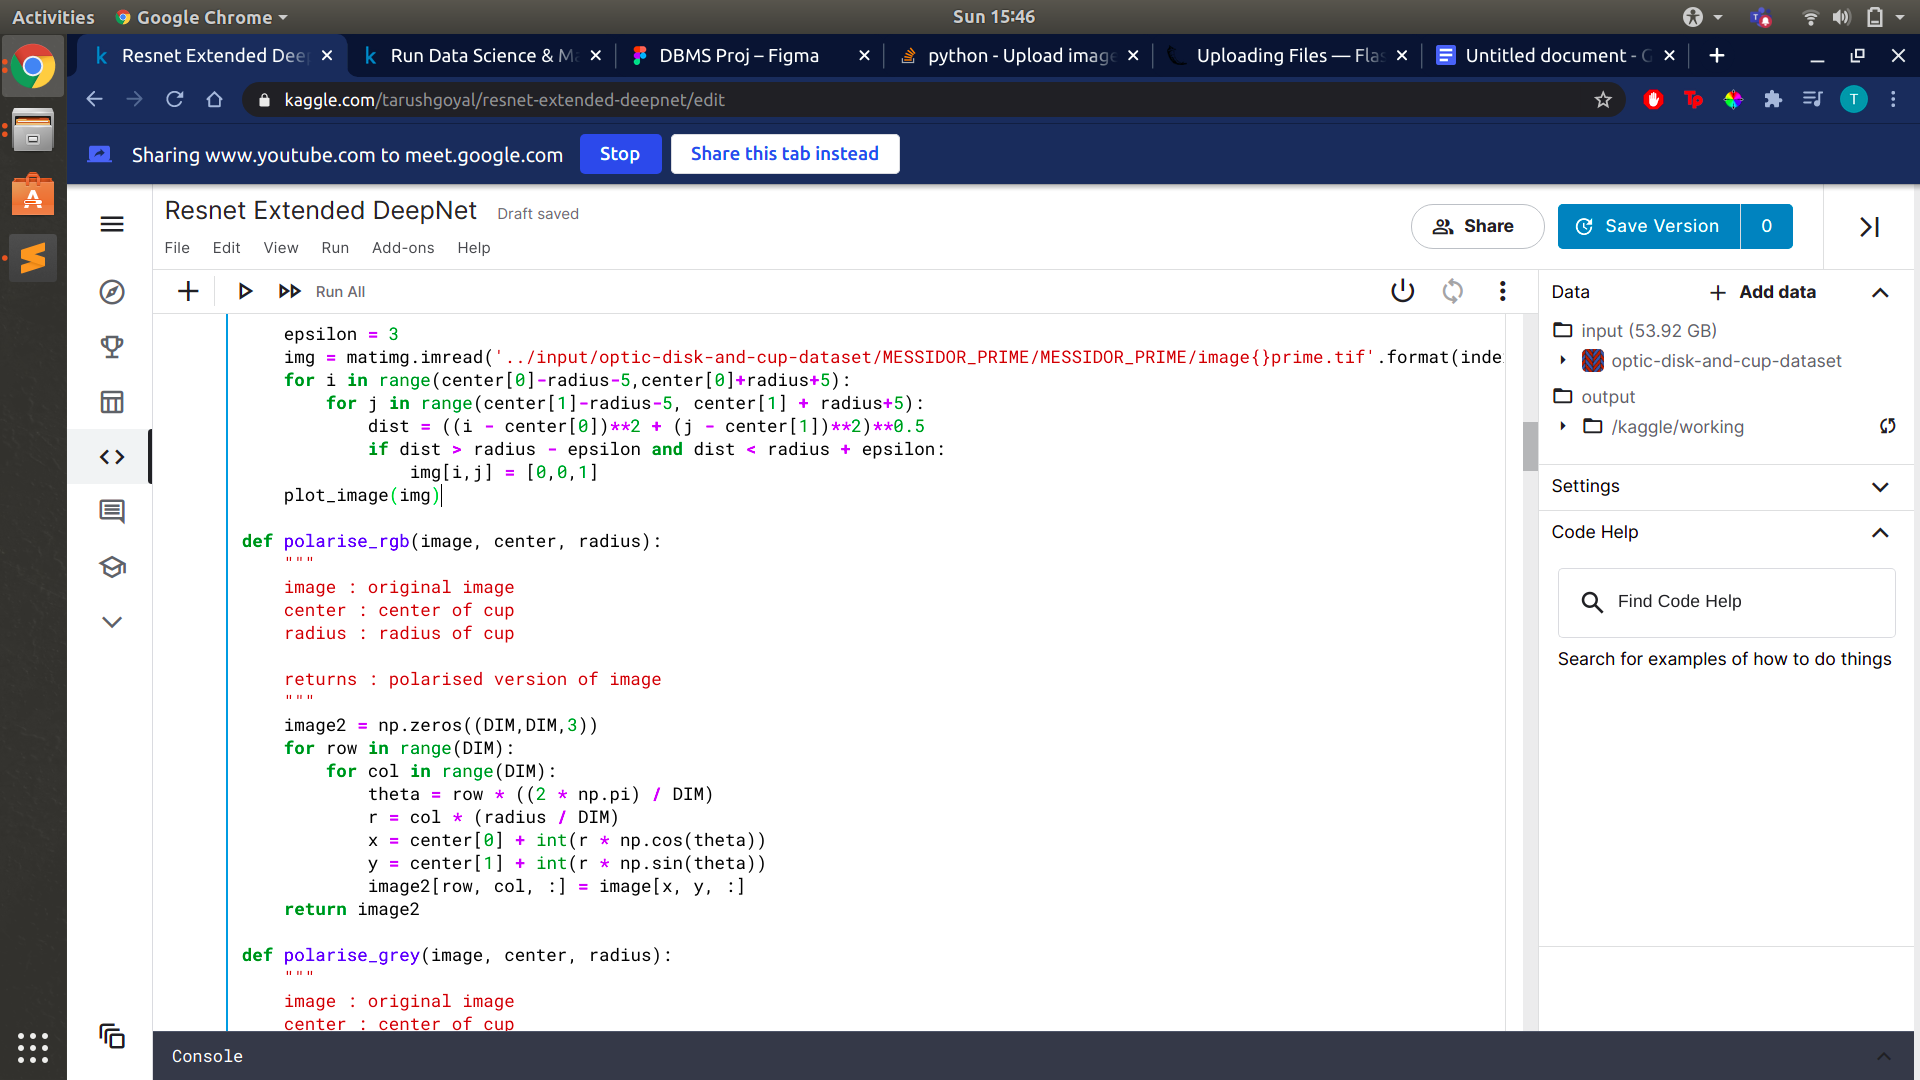 Activities Google Chrome Sun 15:46
Resnet Extended Dee Run Data Science & Ma DBMS Proj – Figma python - Upload image Uploading Files — Flas Untitled document - G
kaggle.com/tarushgoyal/resnet-extended-deepnet/edit T
Sharing www.youtube.com to meet.google.com Stop Share this tab instead
Resnet Extended DeepNet Draft saved
Share Save Version 0
File Edit View Run Add-ons Help
Run All
epsilon = 3
img = matimg.imread('../input/optic-disk-and-cup-dataset/MESSIDOR_PRIME/MESSIDOR_PRIME/image{}prime.tif'.format(inde
for i in range(center[0]-radius-5,center[0]+radius+5):
for j in range(center[1]-radius-5, center[1] + radius+5):
dist = ((i - center[0])**2 + (j - center[1])**2)**0.5
if dist > radius - epsilon and dist < radius + epsilon:
img[i,j] = [0,0,1]
plot_image(img)
def polarise_rgb(image, center, radius):
"""
image : original image
center : center of cup
radius : radius of cup
returns : polarised version of image
"""
image2 = np.zeros((DIM,DIM,3))
for row in range(DIM):
for col in range(DIM):
theta = row * ((2 * np.pi) / DIM)
r = col * (radius / DIM)
x = center[0] + int(r * np.cos(theta))
y = center[1] + int(r * np.sin(theta))
image2[row, col, :] = image[x, y, :]
return image2
def polarise_grey(image, center, radius):
"""
image : original image
center : center of cup
Data Add data
input (53.92 GB)
optic-disk-and-cup-dataset
output
/kaggle/working
Settings
Code Help
Find Code Help
Search for examples of how to do things
Console